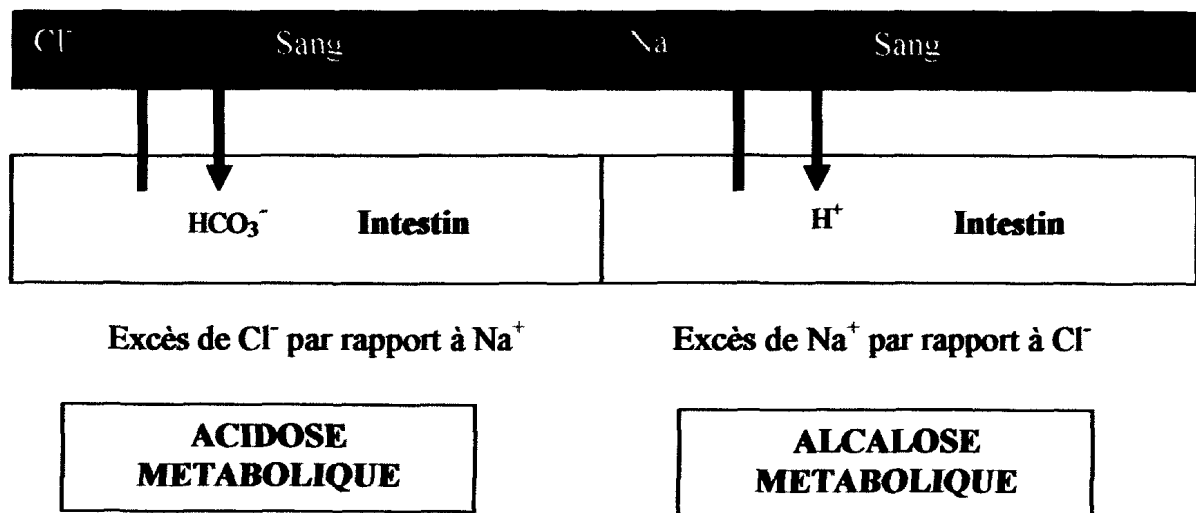 Cl⁻ Sang Na Sang
HCO₃⁻ Intestin H⁺ Intestin
Excès de Cl⁻ par rapport à Na⁺ Excès de Na⁺ par rapport à Cl⁻
ACIDOSE
METABOLIQUE
ALCALOSE
METABOLIQUE